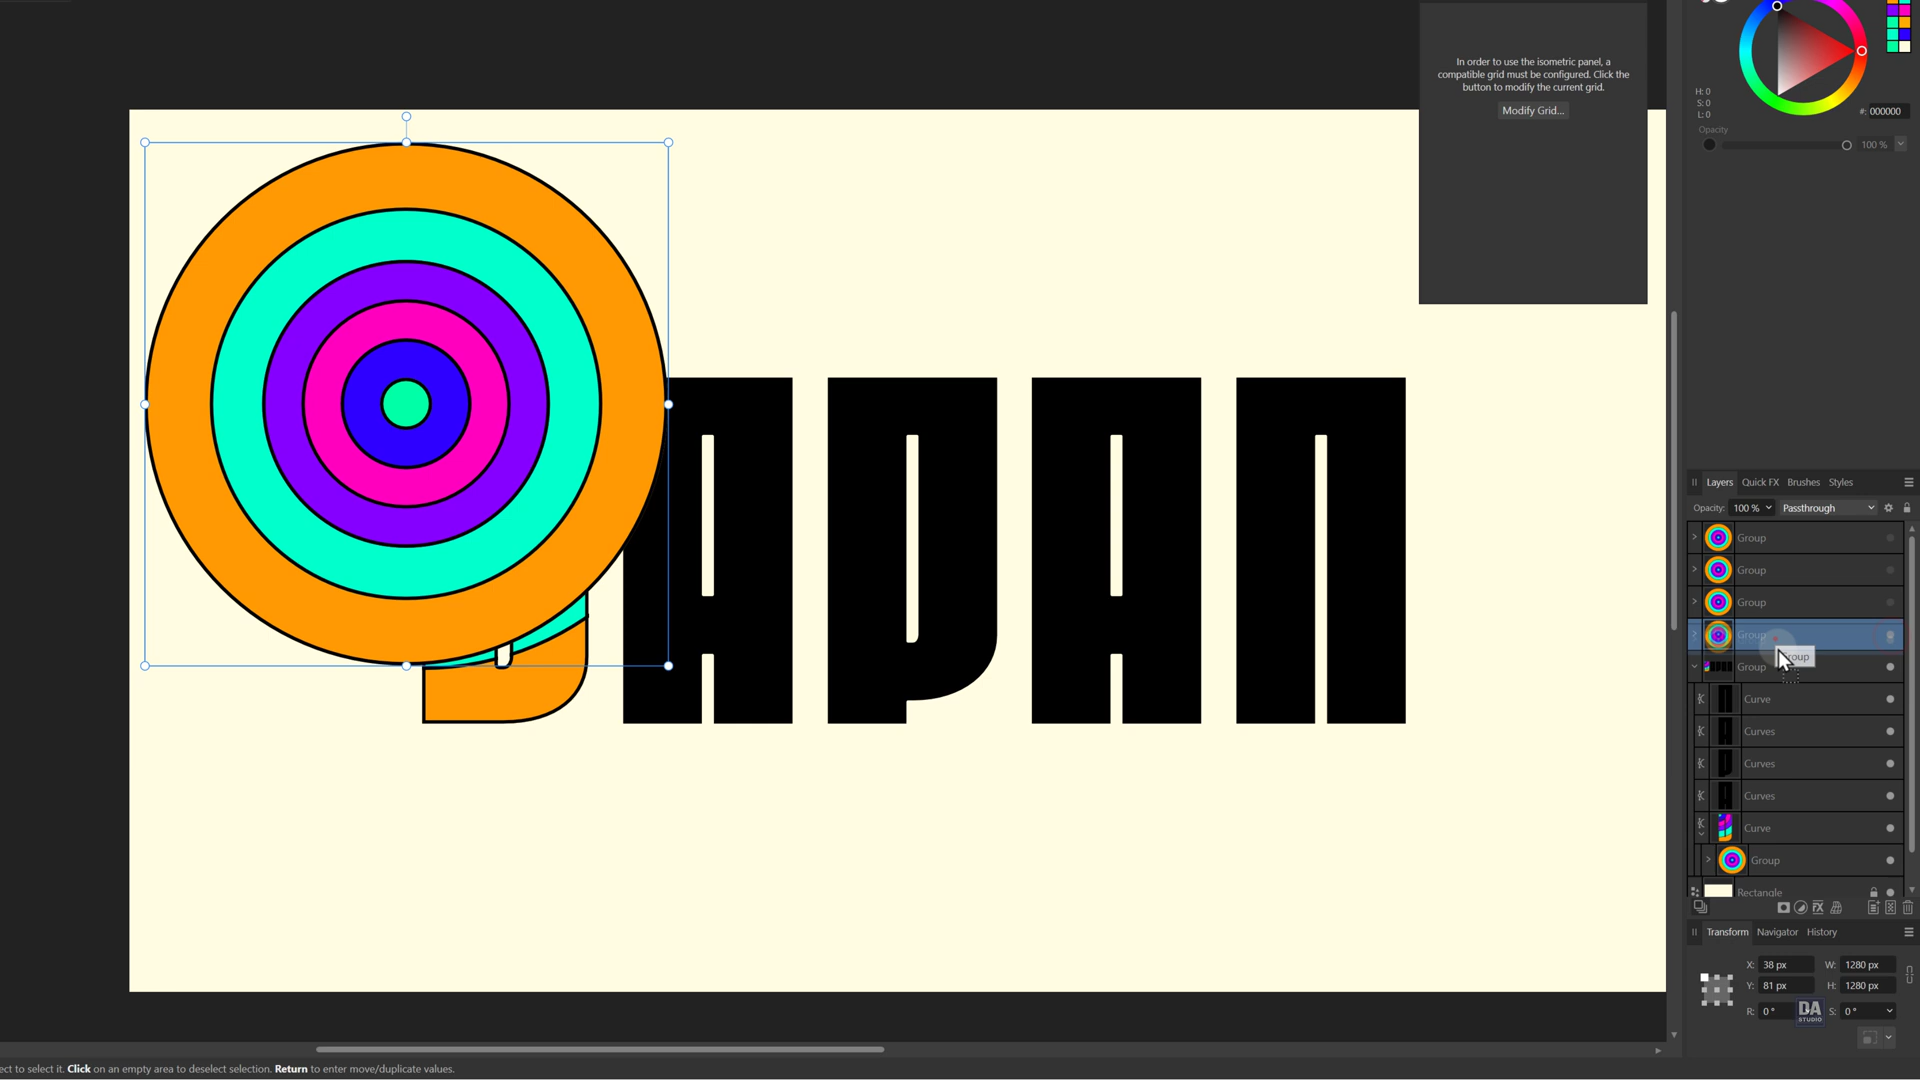 In order to use the isometric panel, a
compatible grid must be configured. Click the
button to modify the current grid.
Modify Grid...
H: 0
S: 0
L: 0
#: 000000
Opacity
100 %
APAN
Layers Quick FX Brushes Styles
Opacity: 100 % Passthrough
Group
Group
Group
Group
Group
Group
Curve
Curves
Curves
Curves
Curve
Group
Rectangle
Transform Navigator History
X: 38 px W: 1280 px
Y: 81 px H: 1280 px
R: 0 ° S: 0 °
DA
STUDIO
ect to select it. Click on an empty area to deselect selection. Return to enter move/duplicate values.